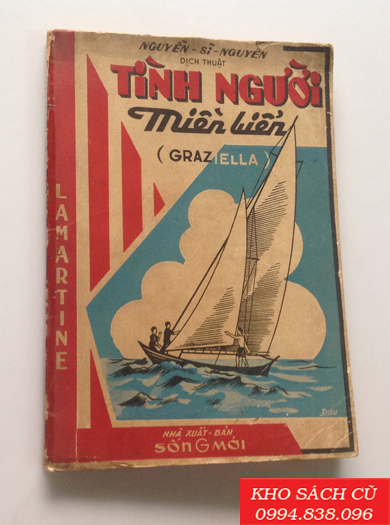 NGUYỄN - SĨ - NGUYÊN
DỊCH THUẬT
TÌNH NGƯỜI
Miền biển
( GRAZIELLA )
LAMARTINE
NHÀ XUẤT - BẢN
SỐNG MỚI
KHO SÁCH CŨ
0994.838.096